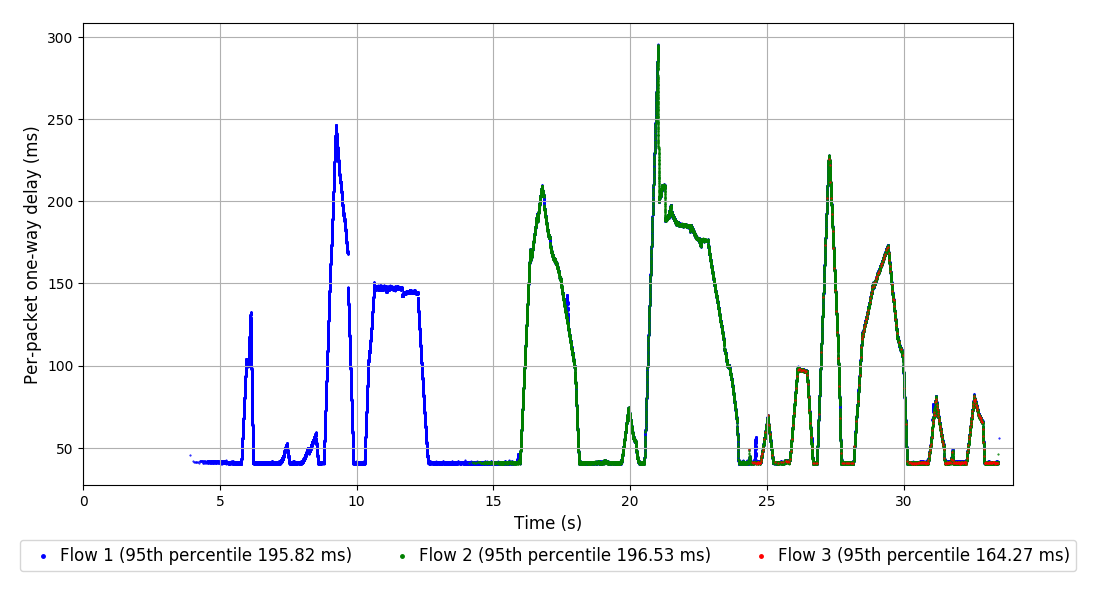 300
250
200
150
100
50
Per-packet one-way delay (ms)
0 5 10 15 20 25 30
Time (s)
Flow 1 (95th percentile 195.82 ms) Flow 2 (95th percentile 196.53 ms) Flow 3 (95th percentile 164.27 ms)